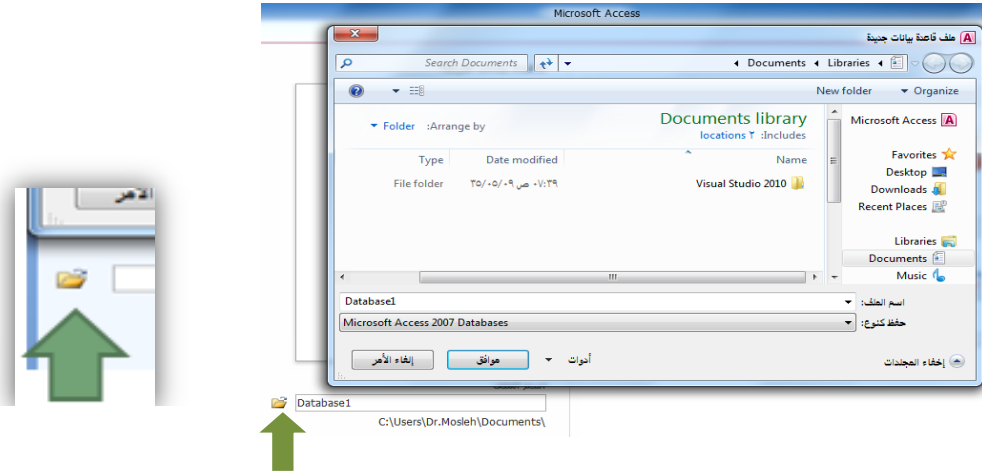 Microsoft Access
ملف قاعدة بيانات جديدة
Libraries
Documents
Search Documents
Organize
New folder
Microsoft Access
Favorites
Desktop
Downloads
Recent Places
Libraries
Documents
Music
Documents library
Includes: ٢ locations
Arrange by: Folder
Name
Date modified
Type
Visual Studio 2010
٠٧:٣٩ ص ٣٥/٠٥/٠٩
File folder
اسم الملف:
Database1
حفظ كنوع:
Microsoft Access 2007 Databases
إخفاء المجلدات
أدوات
موافق
إلغاء الأمر
Database1
C:\Users\Dr.Mosleh\Documents\
الأمر